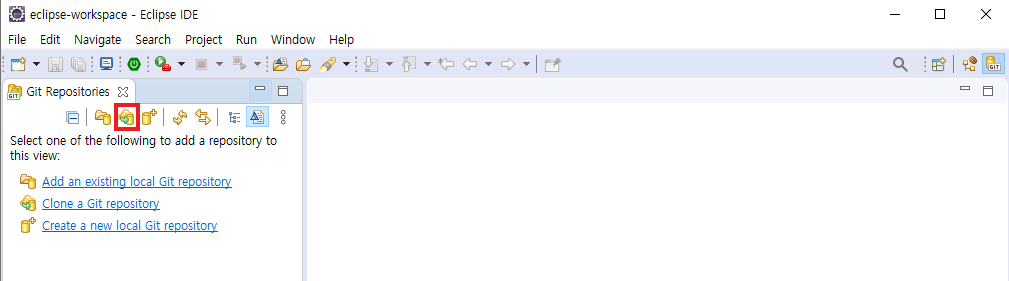 eclipse-workspace - Eclipse IDE
File Edit Navigate Search Project Run Window Help
GIT
GIT Git Repositories
Select one of the following to add a repository to
this view:
Add an existing local Git repository
Clone a Git repository
Create a new local Git repository